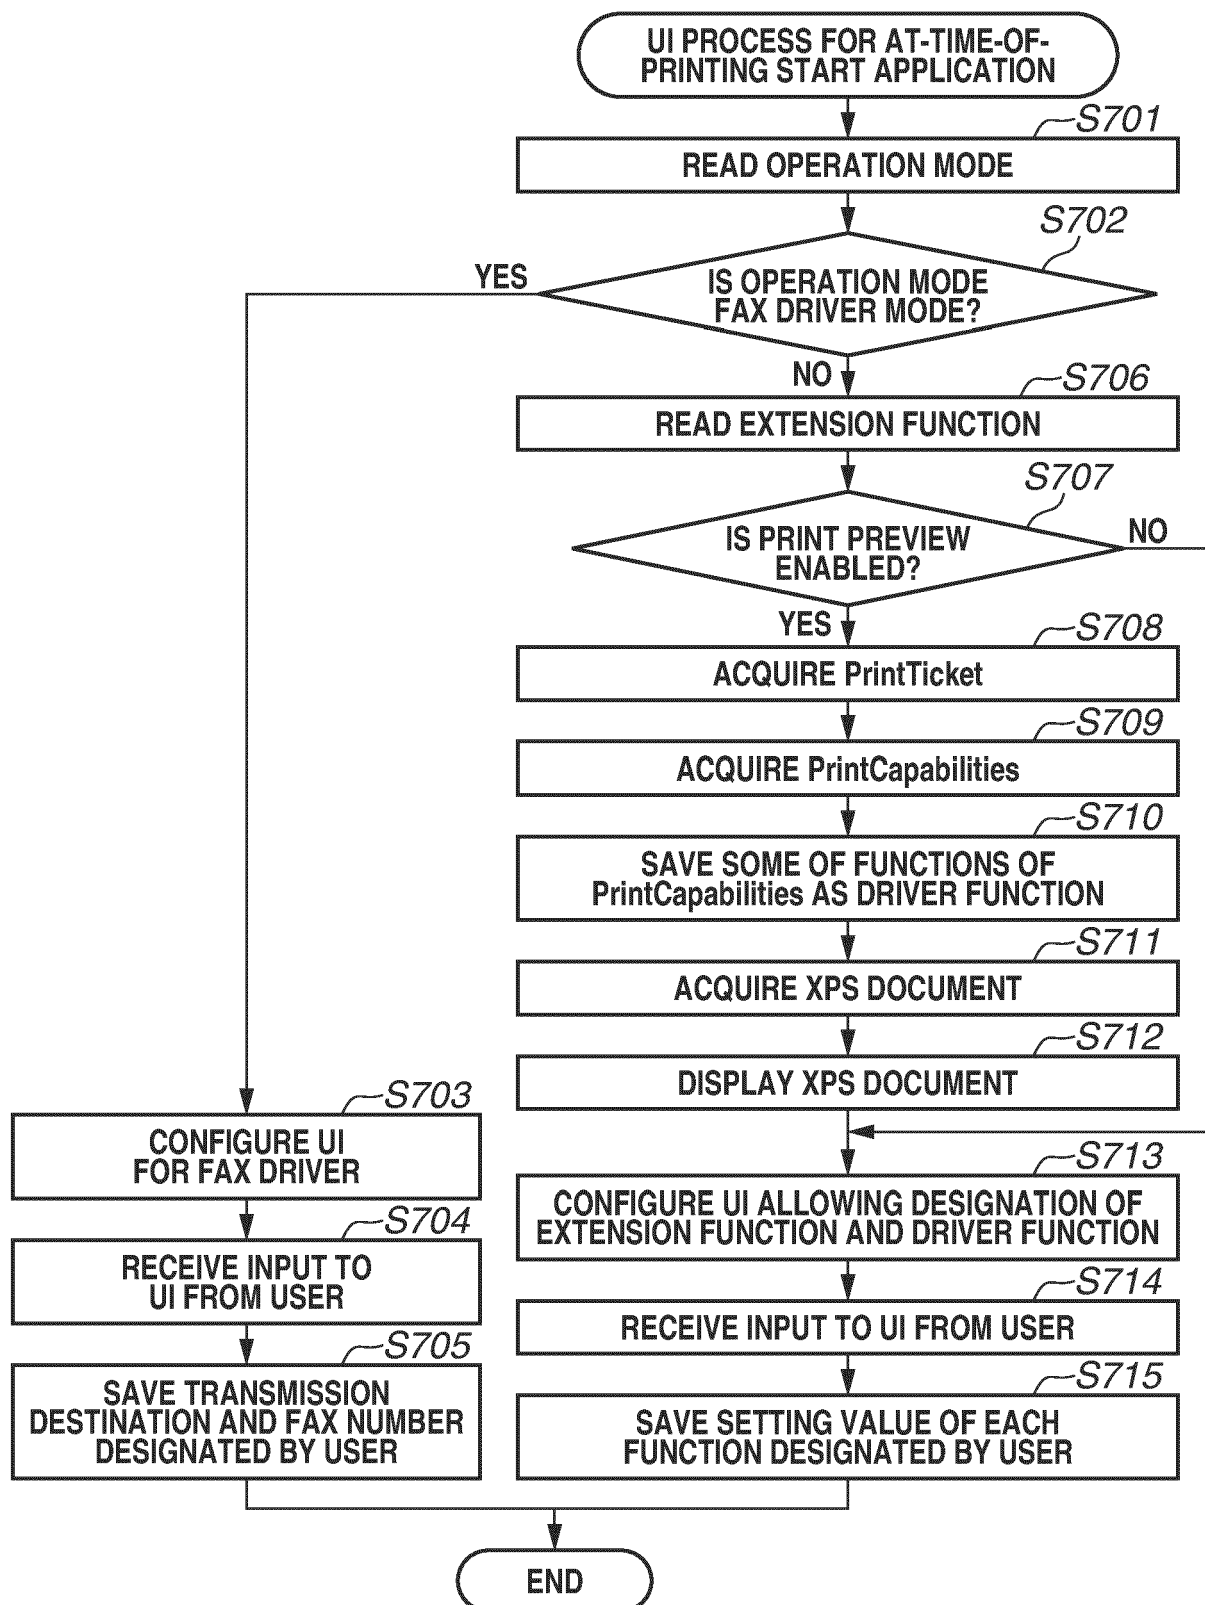 UI PROCESS FOR AT-TIME-OF-
PRINTING START APPLICATION
S701
READ OPERATION MODE
S702
YES
IS OPERATION MODE
FAX DRIVER MODE?
NO
S706
READ EXTENSION FUNCTION
S707
NO
IS PRINT PREVIEW
ENABLED?
YES
S708
ACQUIRE PrintTicket
S709
ACQUIRE PrintCapabilities
S710
SAVE SOME OF FUNCTIONS OF
PrintCapabilities AS DRIVER FUNCTION
S711
ACQUIRE XPS DOCUMENT
S712
DISPLAY XPS DOCUMENT
S703
CONFIGURE UI
FOR FAX DRIVER
S704
RECEIVE INPUT TO
UI FROM USER
S705
SAVE TRANSMISSION
DESTINATION AND FAX NUMBER
DESIGNATED BY USER
S713
CONFIGURE UI ALLOWING DESIGNATION OF
EXTENSION FUNCTION AND DRIVER FUNCTION
S714
RECEIVE INPUT TO UI FROM USER
S715
SAVE SETTING VALUE OF EACH
FUNCTION DESIGNATED BY USER
END